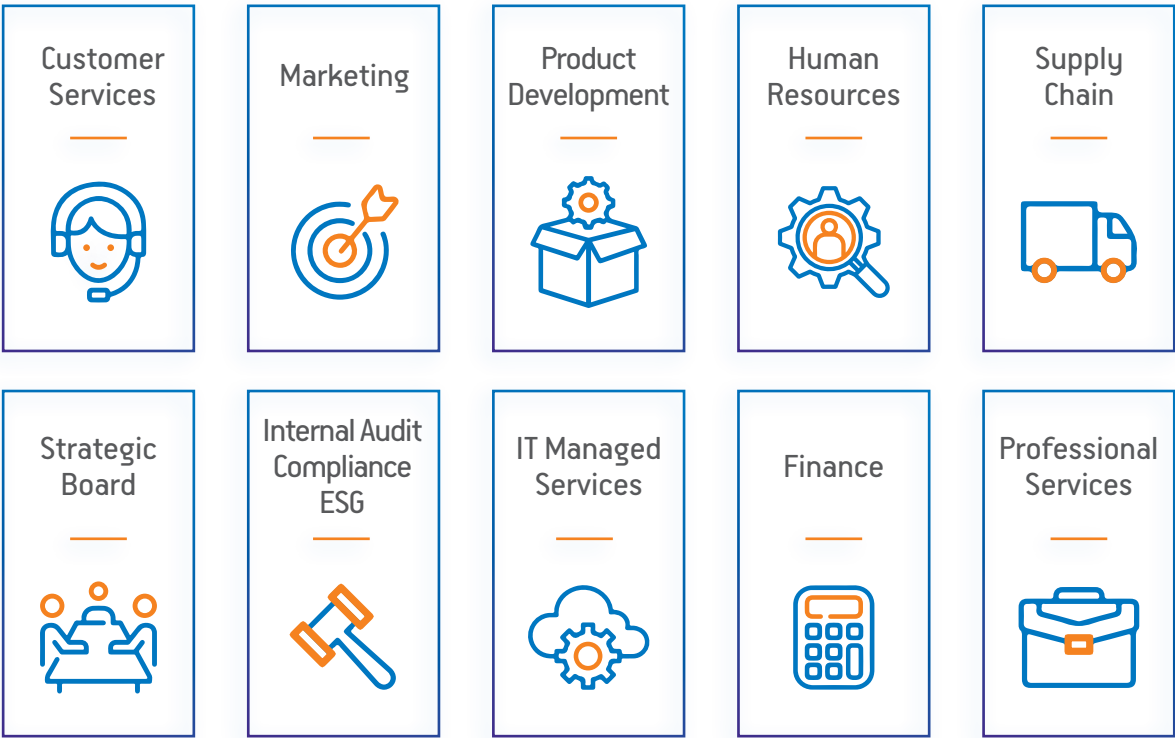 Customer
Services
Marketing
Product
Development
Human
Resources
Supply
Chain
Strategic
Board
Internal Audit
Compliance
ESG
IT Managed
Services
Finance
Professional
Services